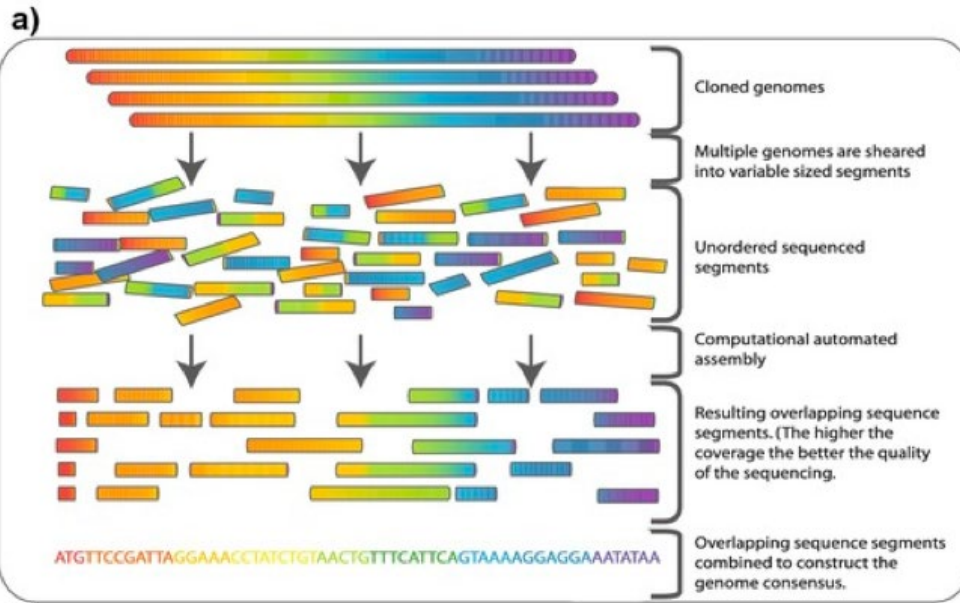 a)
Cloned genomes
Multiple genomes are sheared
into variable sized segments
Unordered sequenced
segments
Computational automated
assembly
Resulting overlapping sequence
segments. (The higher the
coverage the better the quality
of the sequencing.
ATGTTCCGATTAGGAAACCTATCTGTAACTGTTTCATTCAGTAAAAGGAGGAAATATAA
Overlapping sequence segments
combined to construct the
genome consensus.